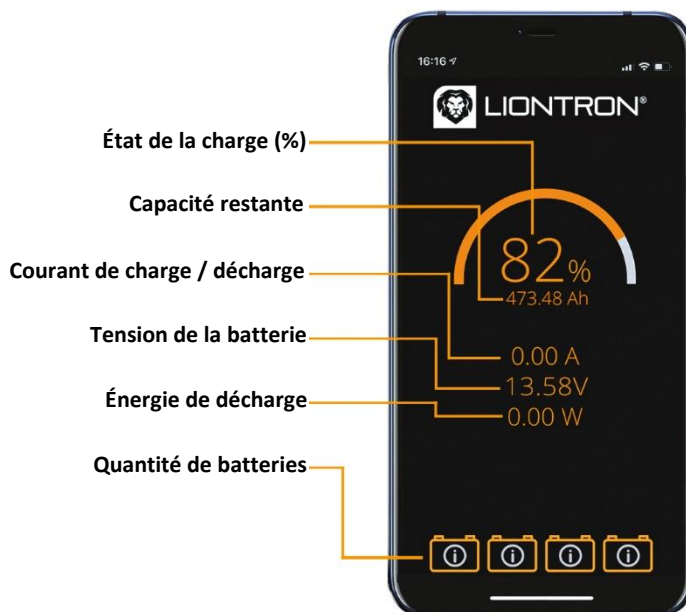 16:16
LIONTRON®
État de la charge (%)
Capacité restante
82%
473.48 Ah
Courant de charge / décharge
Tension de la batterie
0.00 A
13.58V
Énergie de décharge
0.00 W
Quantité de batteries
i i i i